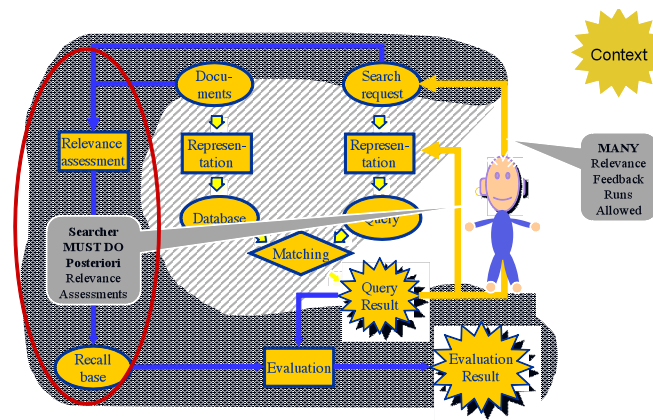 Context
Docu-
ments
Search
request
Relevance
assessment
Represen-
tation
Represen-
tation
MANY
Relevance
Feedback
Runs
Allowed
Database
Query
Searcher
MUST DO
Posteriori
Relevance
Assessments
Matching
Query
Result
Recall
base
Evaluation
Evaluation
Result